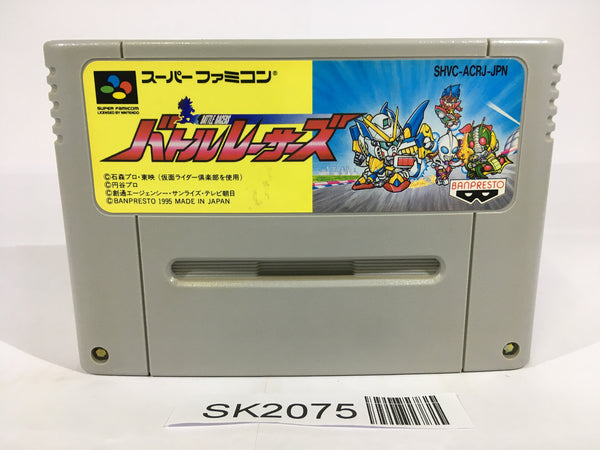 スーパーファミコン®
SUPER FAMICOM
LICENSED BY NINTENDO
SHVC-ACRJ-JPN
BATTLE RACERS
バトルレーサーズ
©石森プロ・東映(仮面ライダー倶楽部を使用)
©円谷プロ
©創通エージェンシー・サンライズ・テレビ朝日
©BANPRESTO 1995 MADE IN JAPAN
BANPRESTO
SK2075